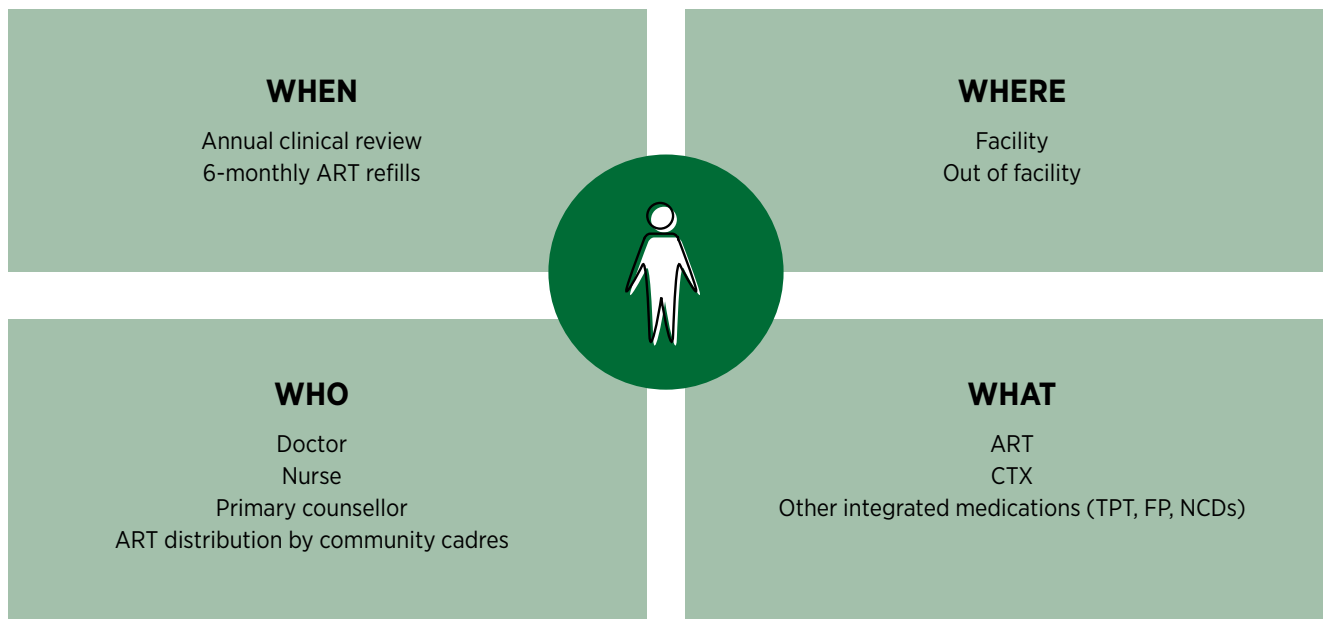 WHEN
Annual clinical review
6-monthly ART refills
WHERE
Facility
Out of facility
WHO
Doctor
Nurse
Primary counsellor
ART distribution by community cadres
WHAT
ART
CTX
Other integrated medications (TPT, FP, NCDs)